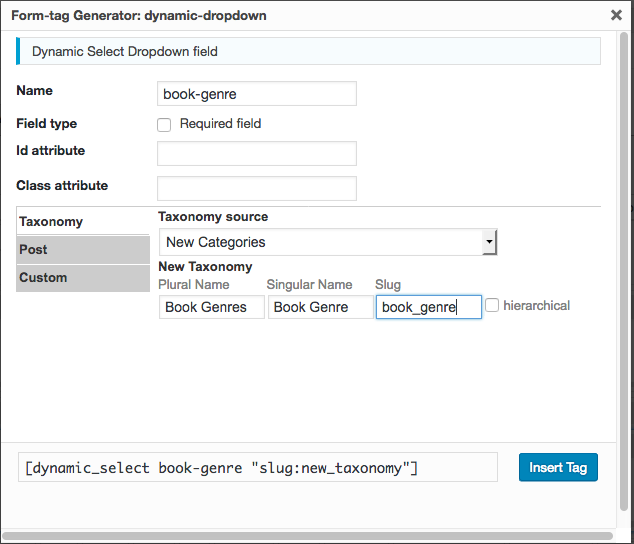 Form-tag Generator: dynamic-dropdown
Dynamic Select Dropdown field
Name book-genre
Field type Required field
Id attribute
Class attribute
Taxonomy Taxonomy source
New Categories
Post
New Taxonomy
Custom
Plural Name Singular Name Slug
Book Genres Book Genre book_genre hierarchical
[dynamic_select book-genre "slug:new_taxonomy"] Insert Tag